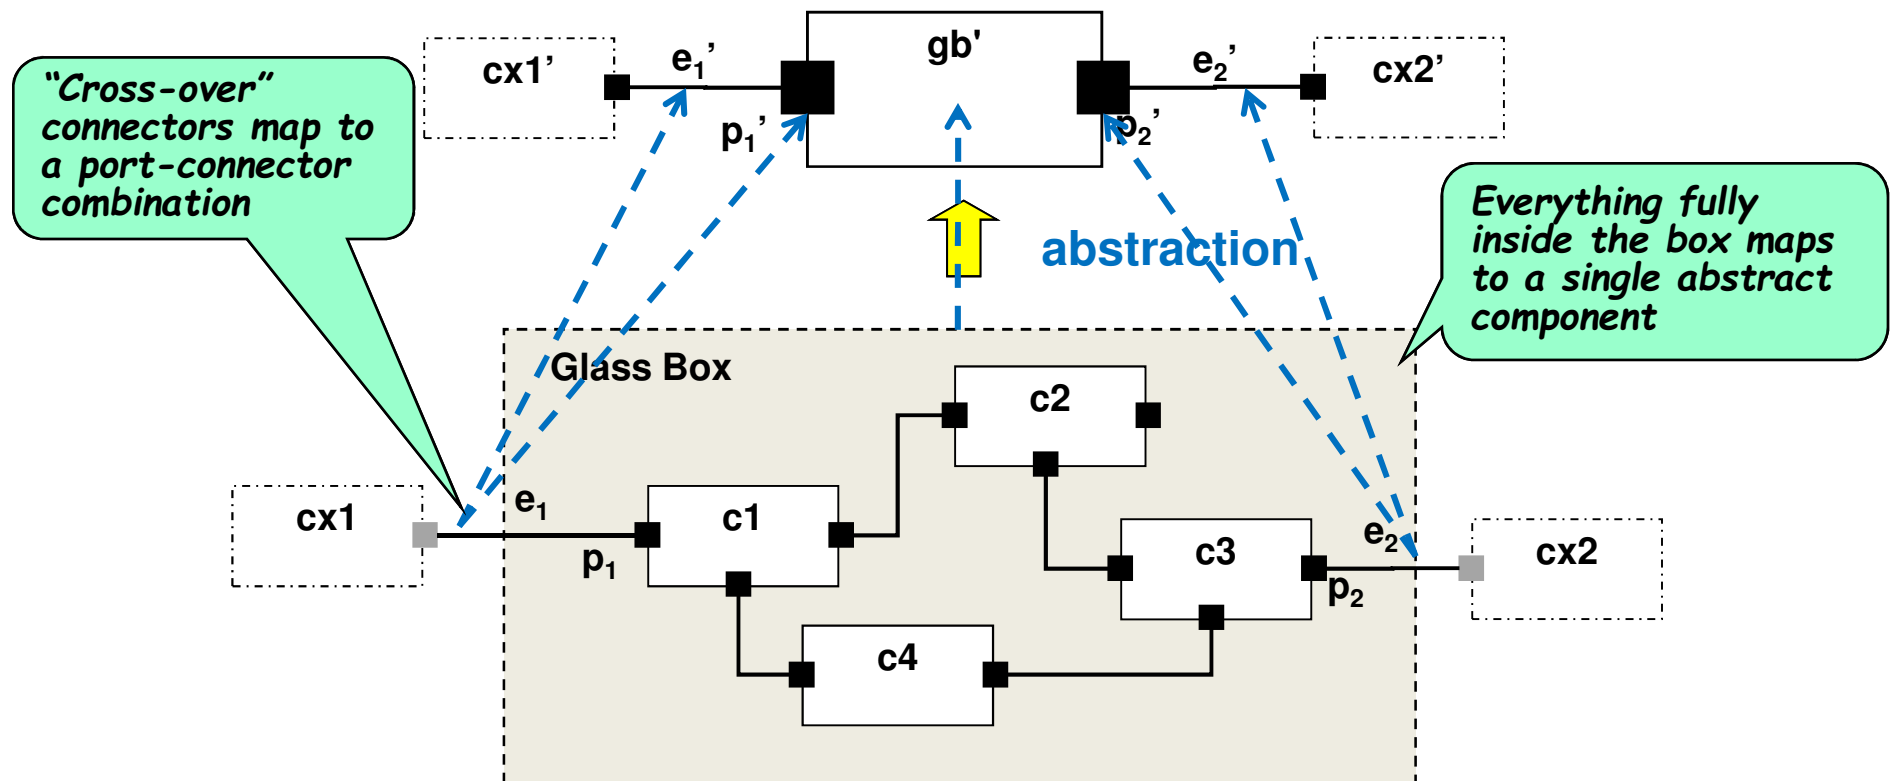 cx1’
e₁’
gb'
e₂’
cx2’
“Cross-over”
connectors map to
a port-connector
combination
p₁’
p₂’
abstraction
Everything fully
inside the box maps
to a single abstract
component
Glass Box
c2
cx1
e₁
c1
p₁
c3
e₂
cx2
p₂
c4